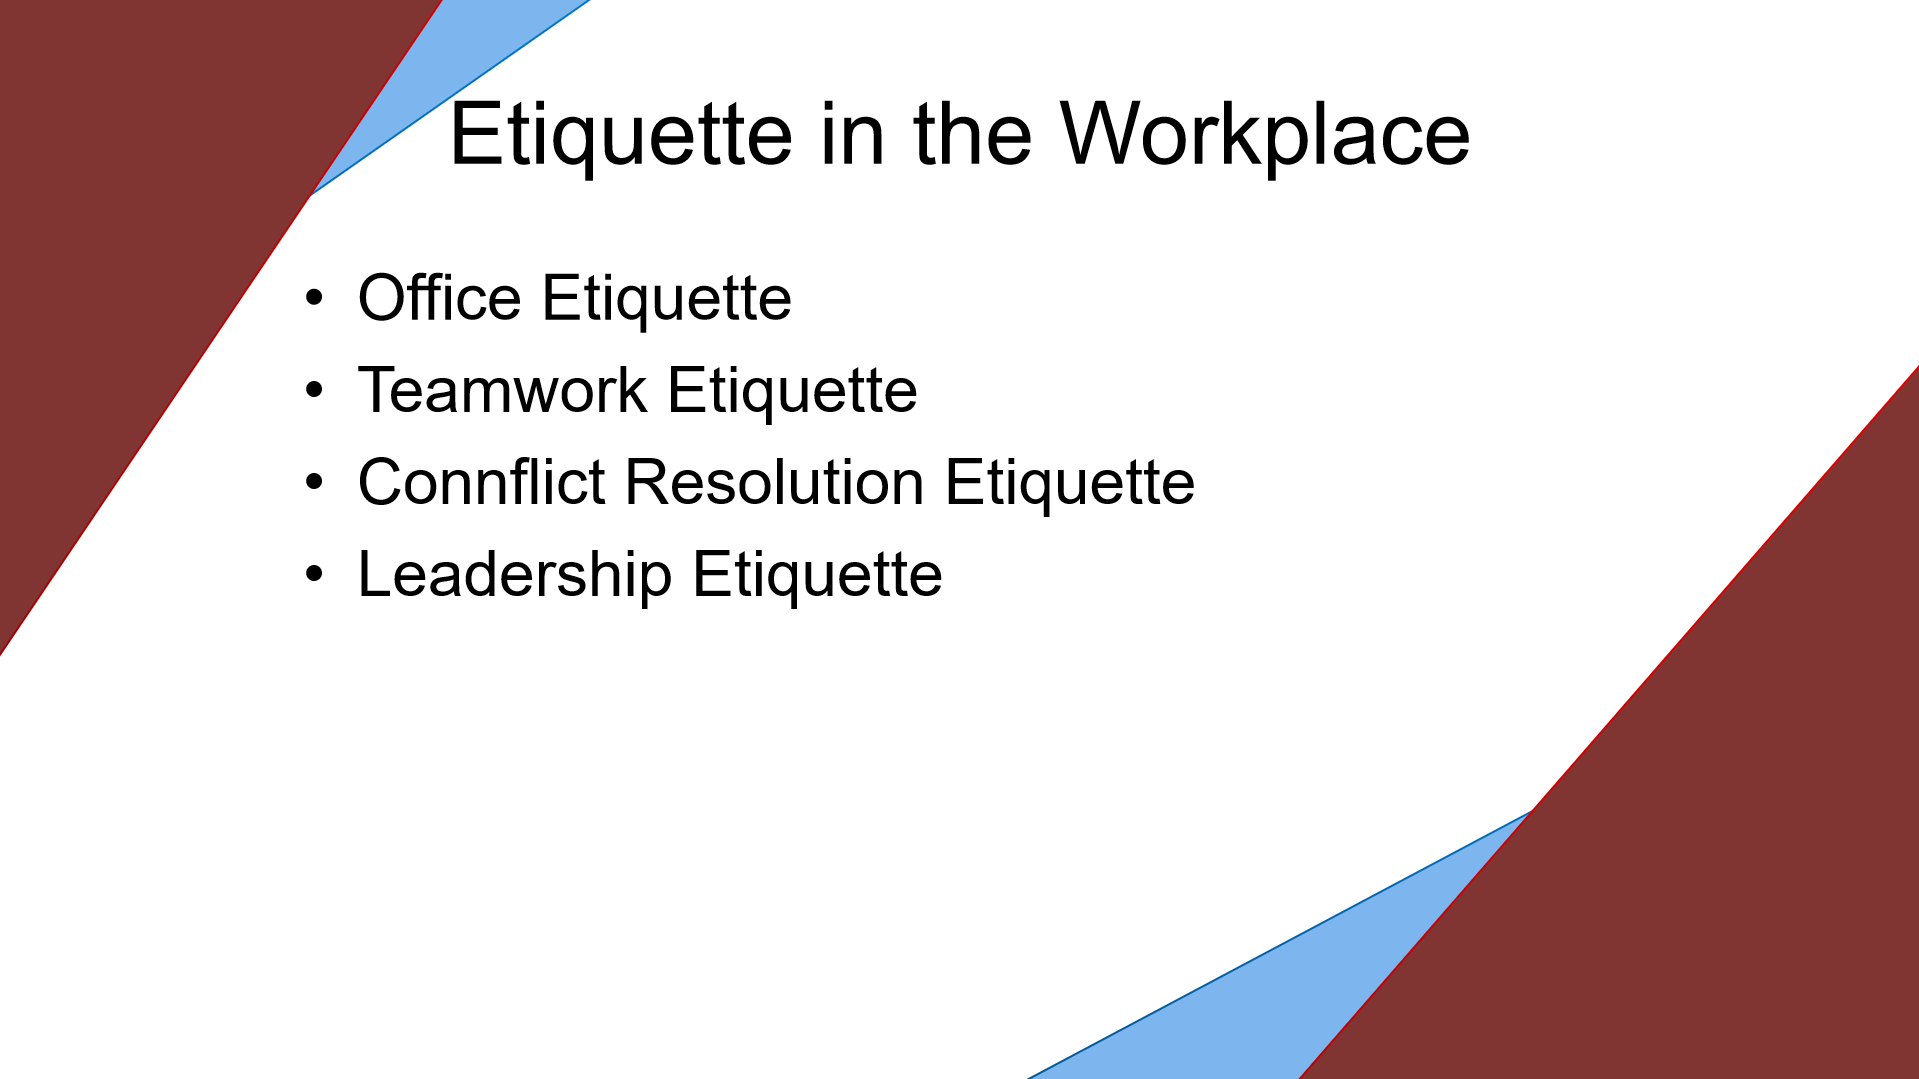 Etiquette in the Workplace
• Office Etiquette
• Teamwork Etiquette
• Connflict Resolution Etiquette
• Leadership Etiquette